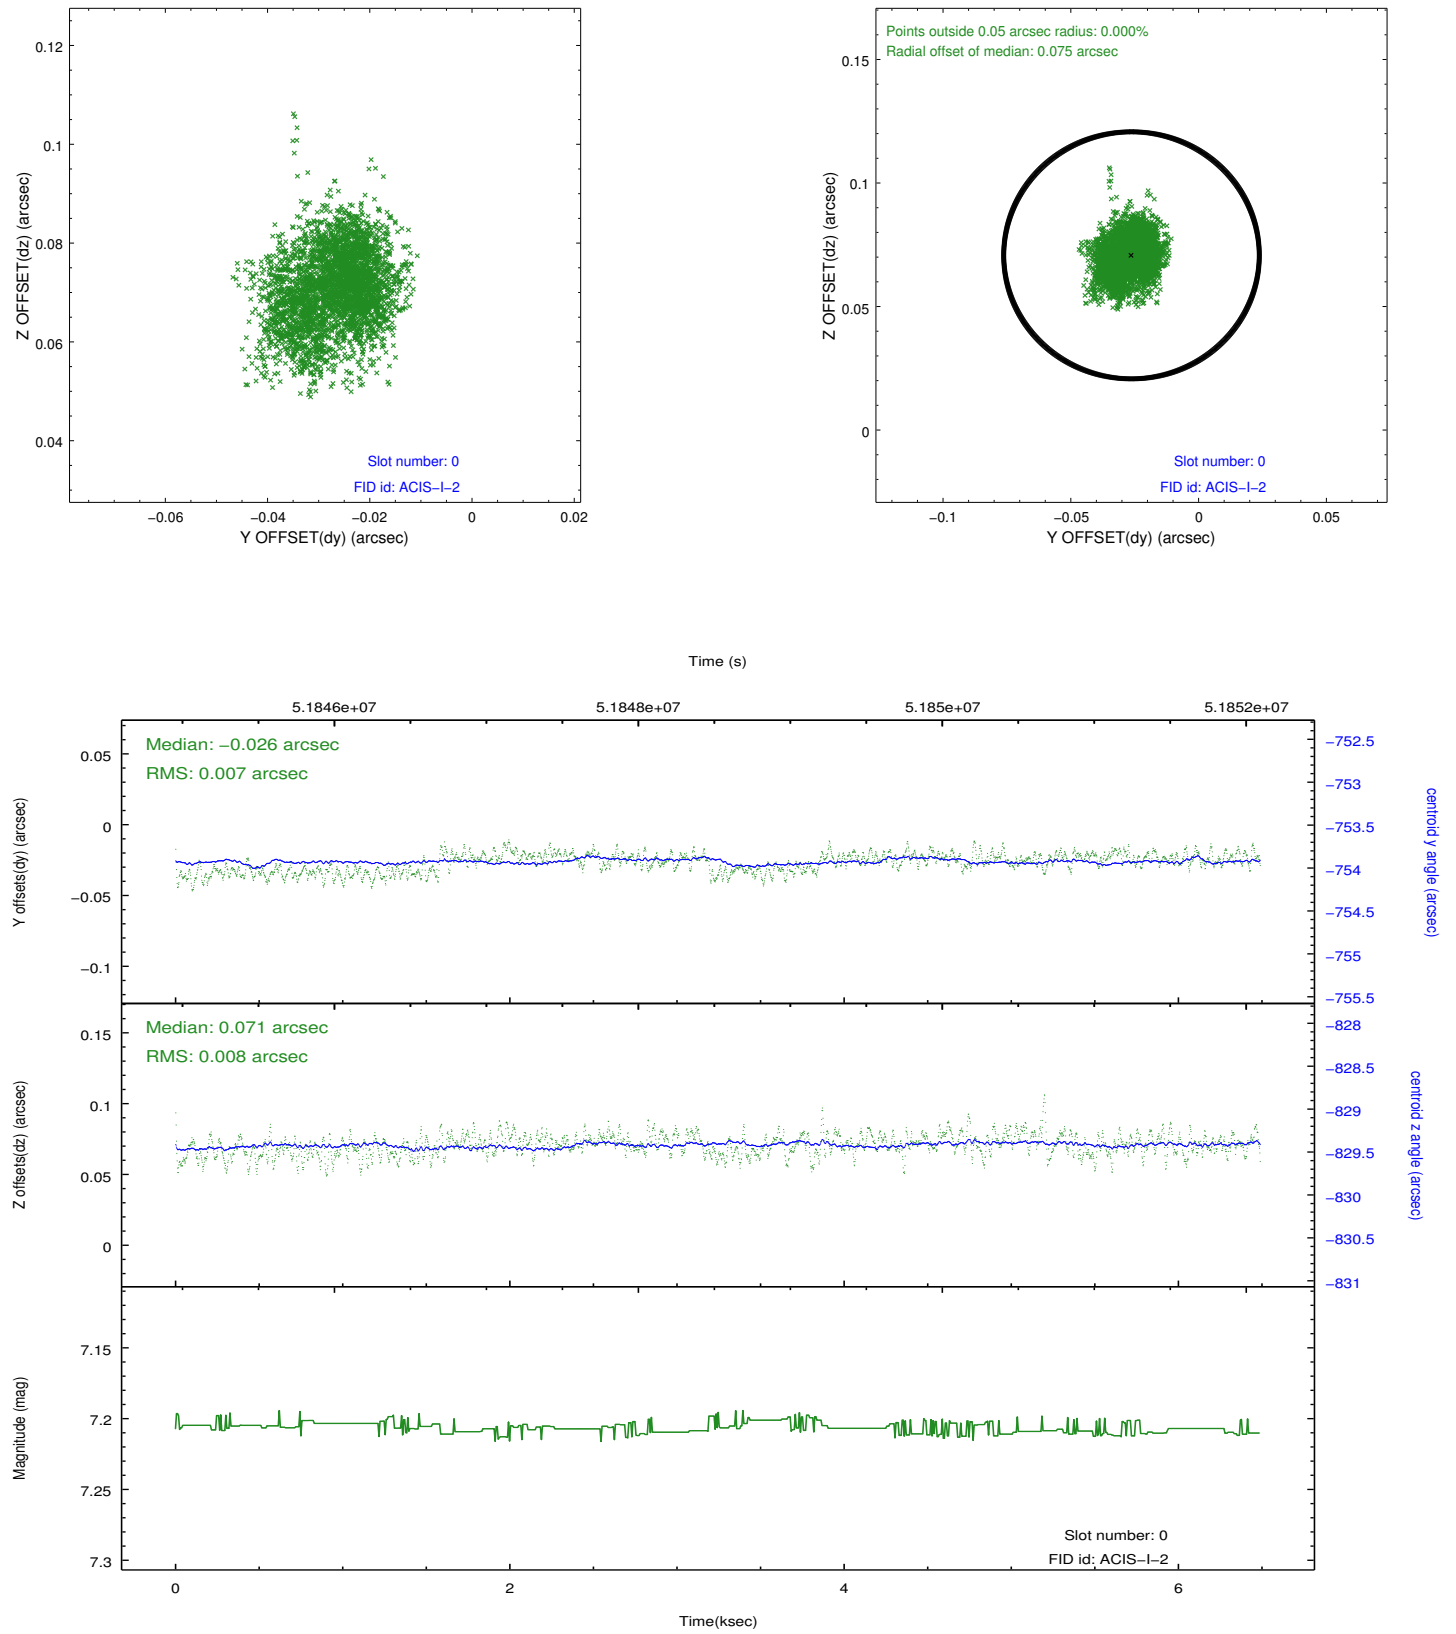 0.12
0.1
0.08
0.06
0.04
Z OFFSET(dz) (arcsec)
Slot number: 0
FID id: ACIS−I−2
−0.06
−0.04
−0.02
0
0.02
Y OFFSET(dy) (arcsec)
Points outside 0.05 arcsec radius: 0.000%
Radial offset of median: 0.075 arcsec
0.15
0.1
0.05
0
Z OFFSET(dz) (arcsec)
Slot number: 0
FID id: ACIS−I−2
−0.1
−0.05
0
0.05
Y OFFSET(dy) (arcsec)
Time (s)
5.1846e+07
5.1848e+07
5.185e+07
5.1852e+07
Median: −0.026 arcsec
RMS: 0.007 arcsec
0.05
0
−0.05
−0.1
Y offsets(dy) (arcsec)
−752.5
−753
−753.5
−754
−754.5
−755
−755.5
centroid y angle (arcsec)
Median: 0.071 arcsec
RMS: 0.008 arcsec
0.15
0.1
0.05
0
Z offsets(dz) (arcsec)
−828
−828.5
−829
−829.5
−830
−830.5
−831
centroid z angle (arcsec)
7.15
7.2
7.25
7.3
Magnitude (mag)
Slot number: 0
FID id: ACIS−I−2
0
2
4
6
Time(ksec)